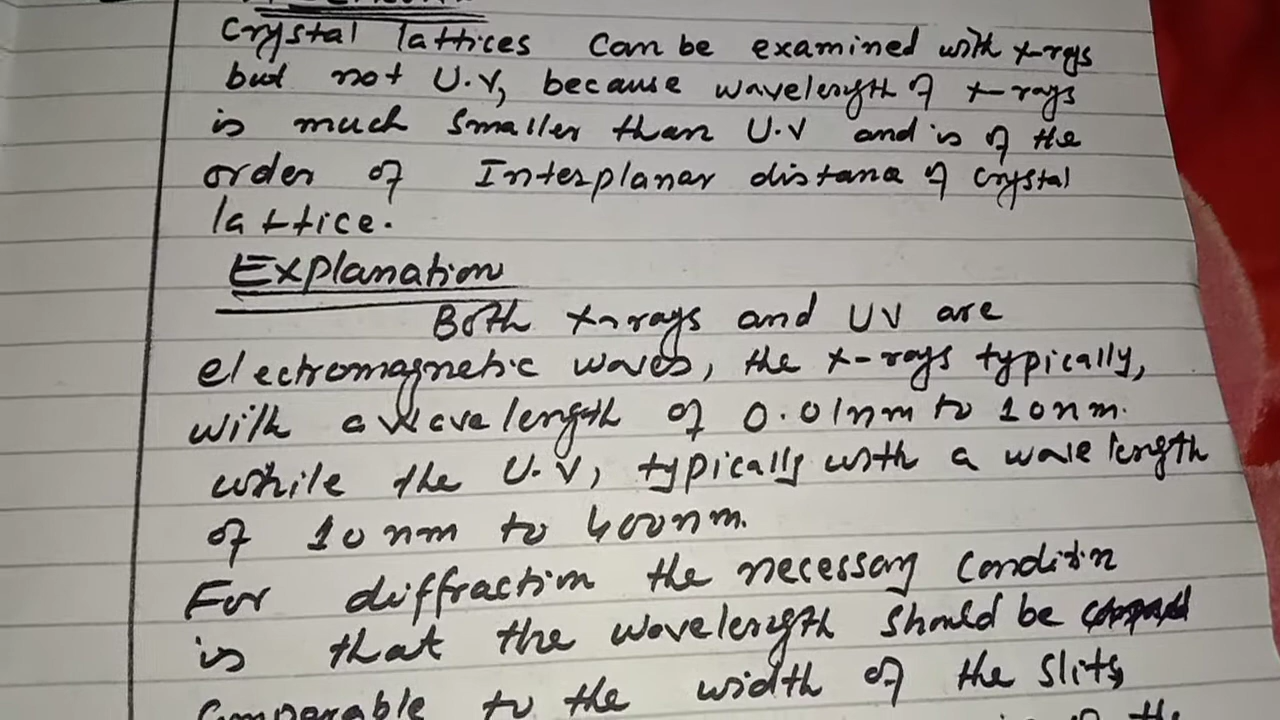 Crystal lattices can be examined with x-rays
but not U.V, because wavelength of x-rays
is much smaller than U.V and is of the
order of Interplanar distance of crystal
lattice.
Explanation
Both x-rays and UV are
electromagnetic waves, the x-rays typically,
with a wavelength of 0.01nm to 10nm.
while the U.V, typically with a wavelength
of 10nm to 400nm.
For diffraction the necessary condition
is that the wavelength should be
Comparable to the width of the slits,
of the